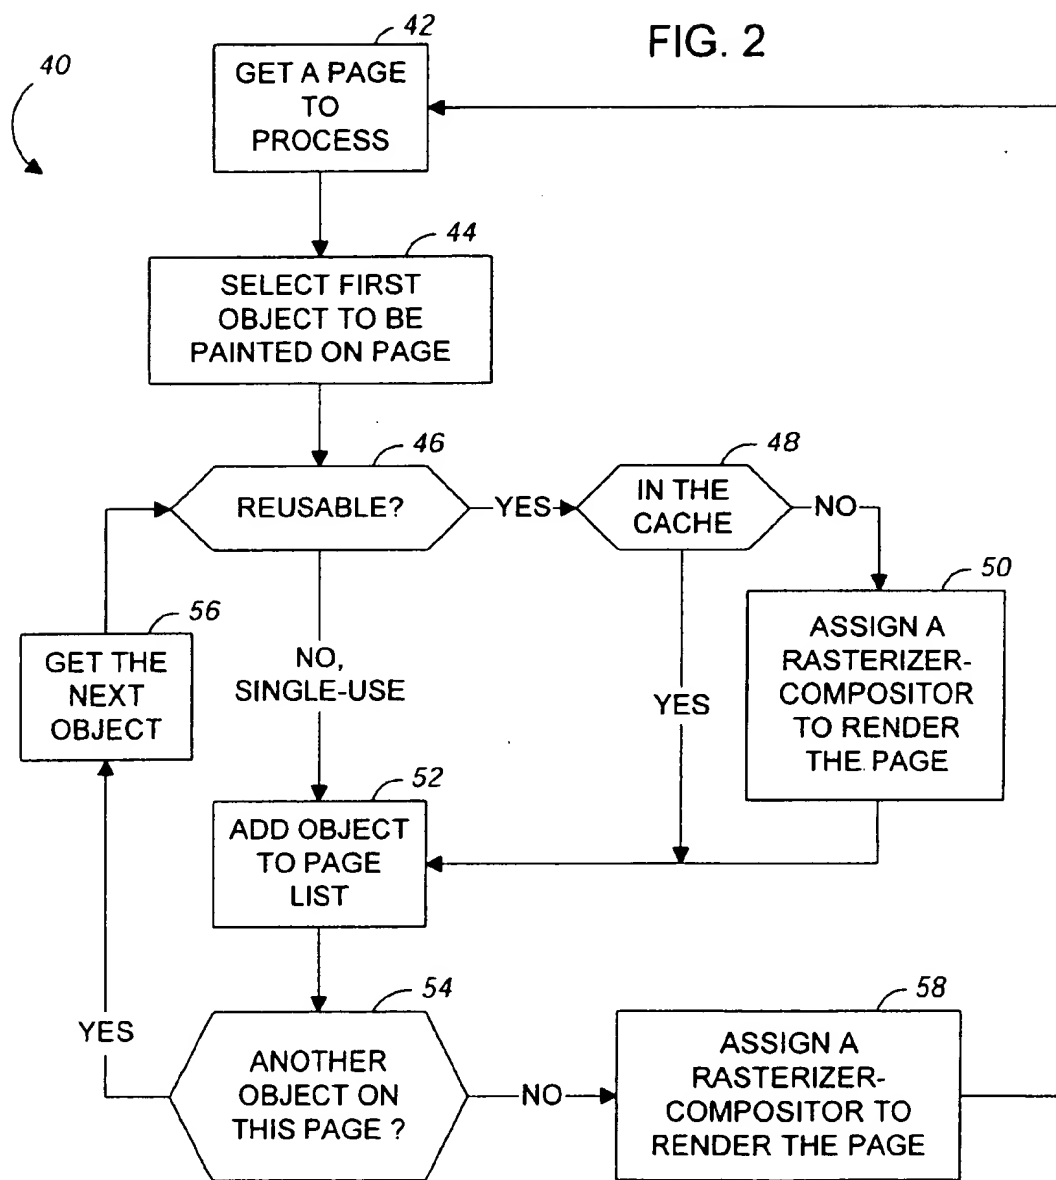 FIG. 2
40
42
GET A PAGE
TO
PROCESS
44
SELECT FIRST
OBJECT TO BE
PAINTED ON PAGE
46
REUSABLE?
YES
48
IN THE
CACHE
NO
50
ASSIGN A
RASTERIZER-
COMPOSITOR
TO RENDER
THE PAGE
YES
NO,
SINGLE-USE
56
GET THE
NEXT
OBJECT
52
ADD OBJECT
TO PAGE
LIST
54
ANOTHER
OBJECT ON
THIS PAGE ?
YES
NO
58
ASSIGN A
RASTERIZER-
COMPOSITOR TO
RENDER THE PAGE